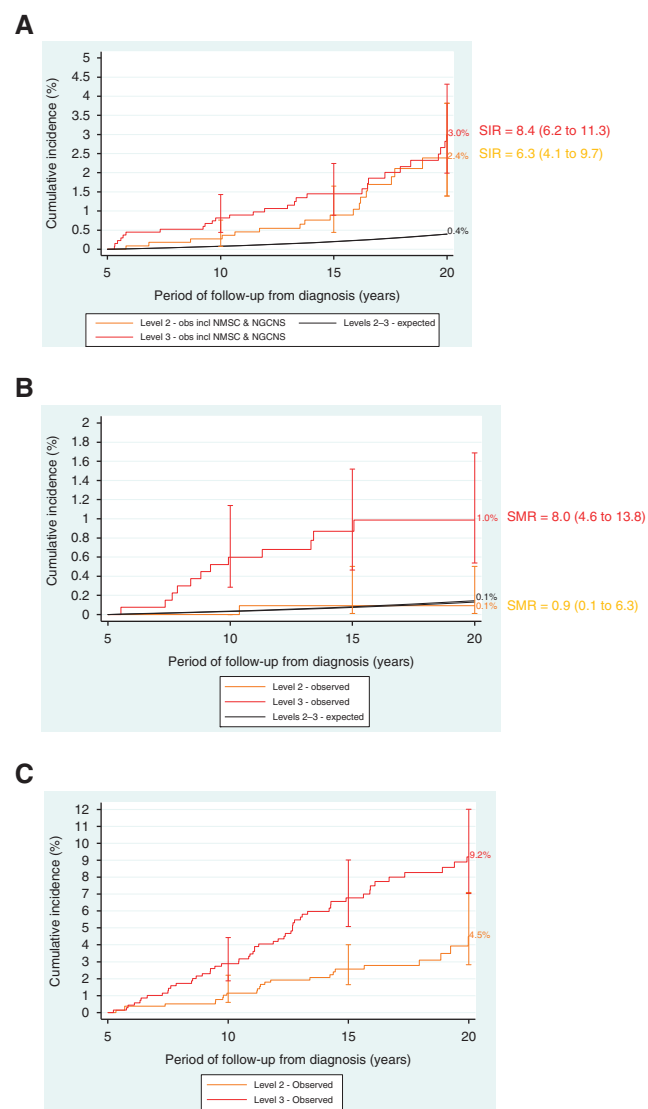 A
Cumulative incidence (%)
5
4.5
4
3.5
3
2.5
2
1.5
1
0.5
0
3.0%
2.4%
0.4%
SIR = 8.4 (6.2 to 11.3)
SIR = 6.3 (4.1 to 9.7)
5 10 15 20
Period of follow-up from diagnosis (years)
Level 2 - obs incl NMSC & NGCNS Levels 2–3 - expected
Level 3 - obs incl NMSC & NGCNS
B
Cumulative incidence (%)
2
1.8
1.6
1.4
1.2
1
0.8
0.6
0.4
0.2
0
1.0%
0.1%
0.1%
SMR = 8.0 (4.6 to 13.8)
SMR = 0.9 (0.1 to 6.3)
5 10 15 20
Period of follow-up from diagnosis (years)
Level 2 - observed
Level 3 - observed
Levels 2–3 - expected
C
Cumulative incidence (%)
12
11
10
9
8
7
6
5
4
3
2
1
0
9.2%
4.5%
5 10 15 20
Period of follow-up from diagnosis (years)
Level 2 - Observed
Level 3 - Observed